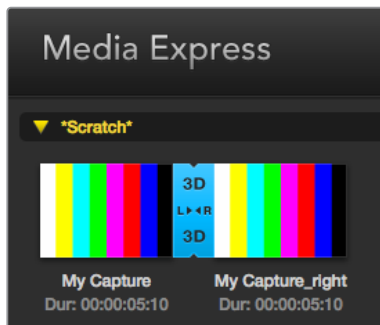 Media Express
*Scratch*
3D
L R
3D
My Capture My Capture_right
Dur: 00:00:05:10 Dur: 00:00:05:10